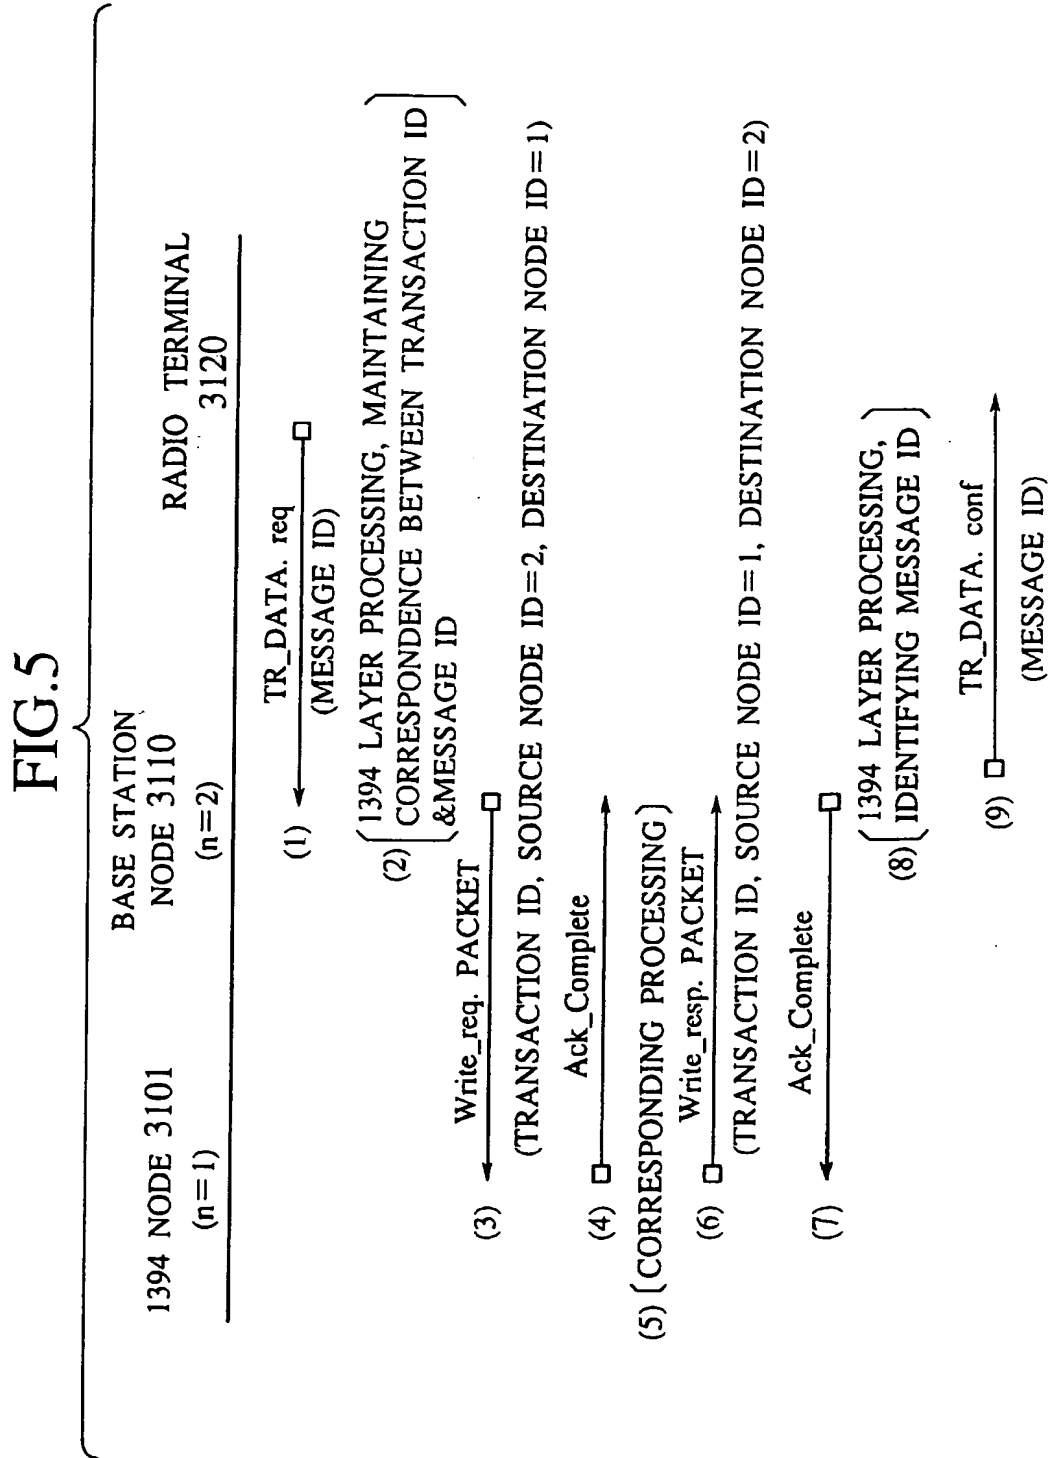 FIG.5
1394 NODE 3101
(n=1)
BASE STATION
NODE 3110
(n=2)
RADIO TERMINAL
3120
(1)
TR_DATA. req
(MESSAGE ID)
(2)
1394 LAYER PROCESSING, MAINTAINING
CORRESPONDENCE BETWEEN TRANSACTION ID
&MESSAGE ID
(3)
Write_req. PACKET
(TRANSACTION ID, SOURCE NODE ID=2, DESTINATION NODE ID=1)
(4)
Ack_Complete
(5) (CORRESPONDING PROCESSING)
(6)
Write_resp. PACKET
(TRANSACTION ID, SOURCE NODE ID=1, DESTINATION NODE ID=2)
(7)
Ack_Complete
(8)
1394 LAYER PROCESSING,
IDENTIFYING MESSAGE ID
(9)
TR_DATA. conf
(MESSAGE ID)